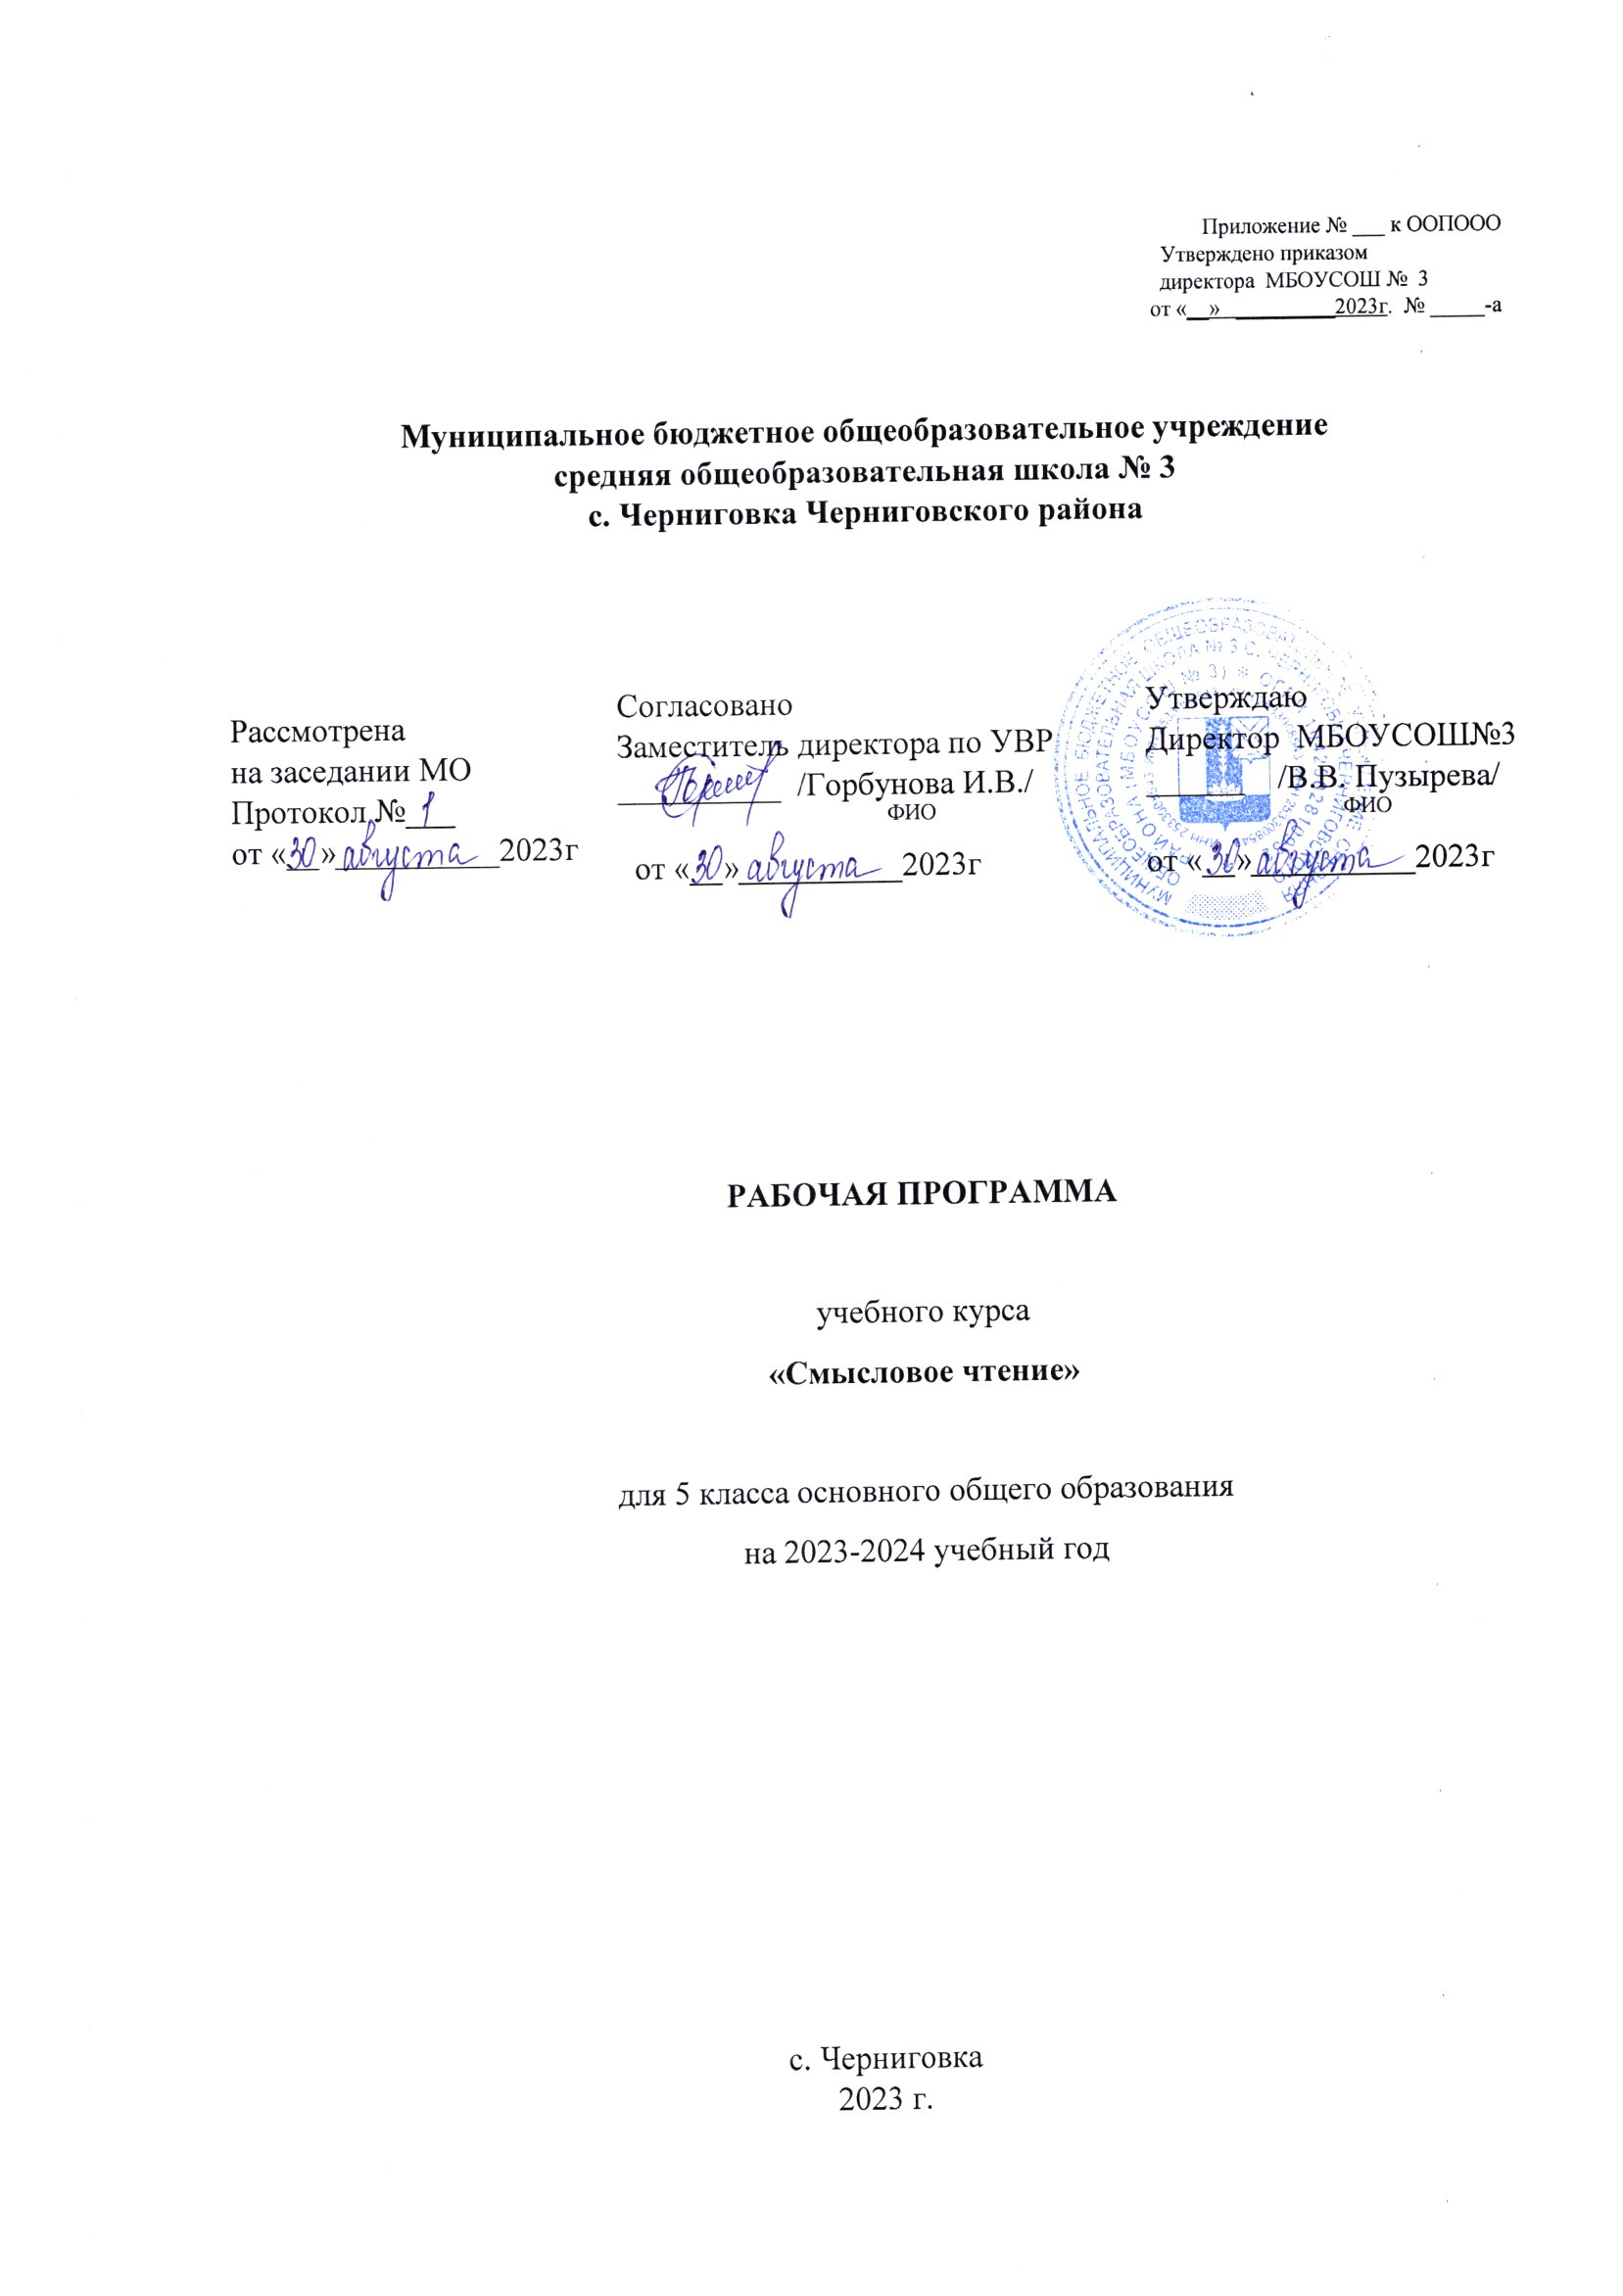 Приложение № ___ к ООПООО
Утверждено приказом
директора МБОУСОШ № 3
от «__» _________2023г. № _____-а
Муниципальное бюджетное общеобразовательное учреждение
средняя общеобразовательная школа № 3
с. Черниговка Черниговского района
Рассмотрена
на заседании МО
Протокол № 1
от «30» августа 2023г
Согласовано
Заместитель директора по УВР
__________ /Горбунова И.В./
ФИО
от «30» августа 2023г
Утверждаю
Директор МБОУСОШ№3
______ /В.В. Пузырева/
ФИО
от «30» августа 2023г
РАБОЧАЯ ПРОГРАММА
учебного курса
«Смысловое чтение»
для 5 класса основного общего образования
на 2023-2024 учебный год
с. Черниговка
2023 г.